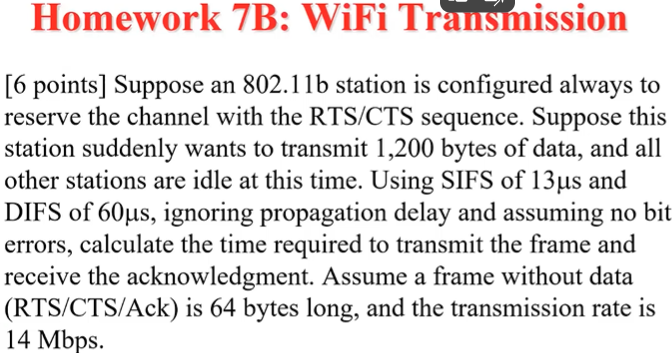 Homework 7B: WiFi Transmission
[6 points] Suppose an 802.11b station is configured always to
reserve the channel with the RTS/CTS sequence. Suppose this
station suddenly wants to transmit 1,200 bytes of data, and all
other stations are idle at this time. Using SIFS of 13μs and
DIFS of 60μs, ignoring propagation delay and assuming no bit
errors, calculate the time required to transmit the frame and
receive the acknowledgment. Assume a frame without data
(RTS/CTS/Ack) is 64 bytes long, and the transmission rate is
14 Mbps.